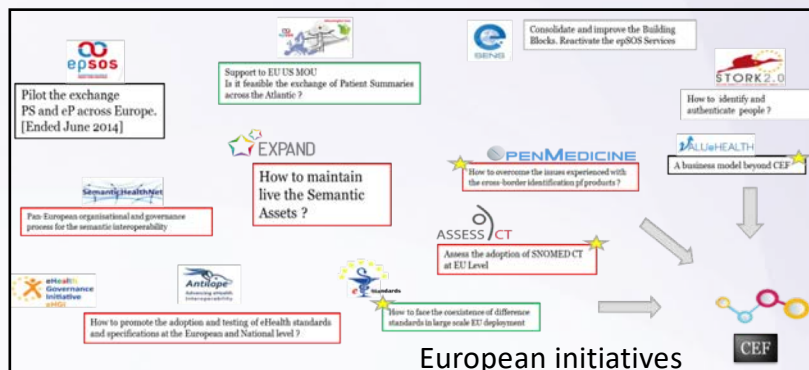 epsos
Pilot the exchange
PS and eP across Europe.
[Ended June 2014]
Support to EU US MOU
Is it feasible the exchange of Patient Summaries
across the Atlantic ?
SENS
Consolidate and improve the Building
Blocks. Reactivate the epSOS Services
STORK 2.0
How to identify and
authenticate people ?
EXPAND
How to maintain
live the Semantic
Assets ?
OPENMEDICINE
How to overcome the issues experienced with
the cross-border identification pf products ?
VALUeHEALTH
A business model beyond CEF
SemanticHealthNet
Pan-European organisational and governance
process for the semantic interoperability
ASSESS CT
Assess the adoption of SNOMED CT
at EU Level
eHealth
Governance
Initiative
eHGI
Antilope
Advancing eHealth
Interoperability
How to promote the adoption and testing of eHealth standards
and specifications at the European and National level ?
eStandards
How to face the coexistence of difference
standards in large scale EU deployment
CEF
European initiatives